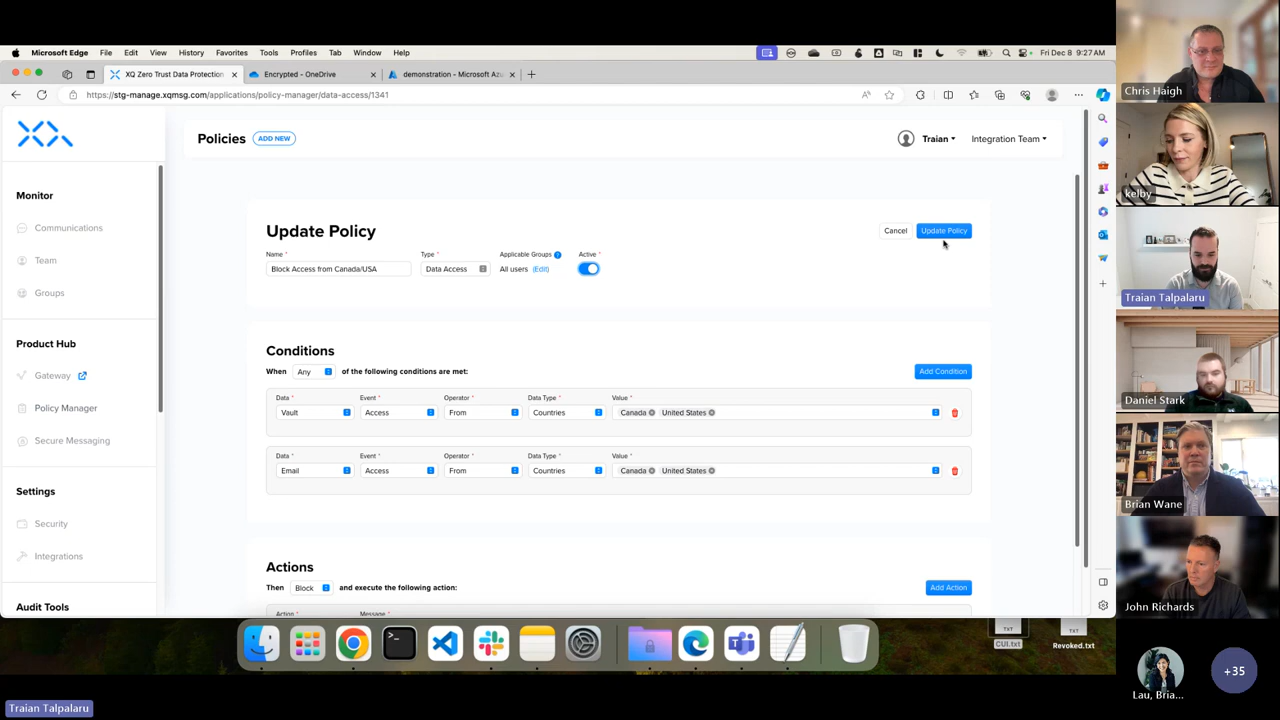 Microsoft Edge File Edit View History Favorites Tools Profiles Tab Window Help Fri Dec 8 9:27 AM
XQ Zero Trust Data Protection Encrypted - OneDrive demonstration - Microsoft Az
https://stg-manage.xqmsg.com/applications/policy-manager/data-access/1341
Policies ADD NEW Traian Integration Team
Monitor
Communications
Team
Groups
Product Hub
Gateway
Policy Manager
Secure Messaging
Settings
Security
Integrations
Audit Tools
Update Policy Cancel Update Policy
Name * Type * Applicable Groups ? Active *
Block Access from Canada/USA Data Access All users (Edit)
Conditions
When Any of the following conditions are met: Add Condition
Data * Event * Operator * Data Type * Value *
Vault Access From Countries Canada United States
Data * Event * Operator * Data Type * Value *
Email Access From Countries Canada United States
Actions
Then Block and execute the following action: Add Action
Action * Message *
TXT TXT
CUI.txt Revoked.txt
Chris Haigh
kelby
Traian Talpalaru
Daniel Stark
Brian Wane
John Richards
Lau, Bria... +35
Traian Talpalaru